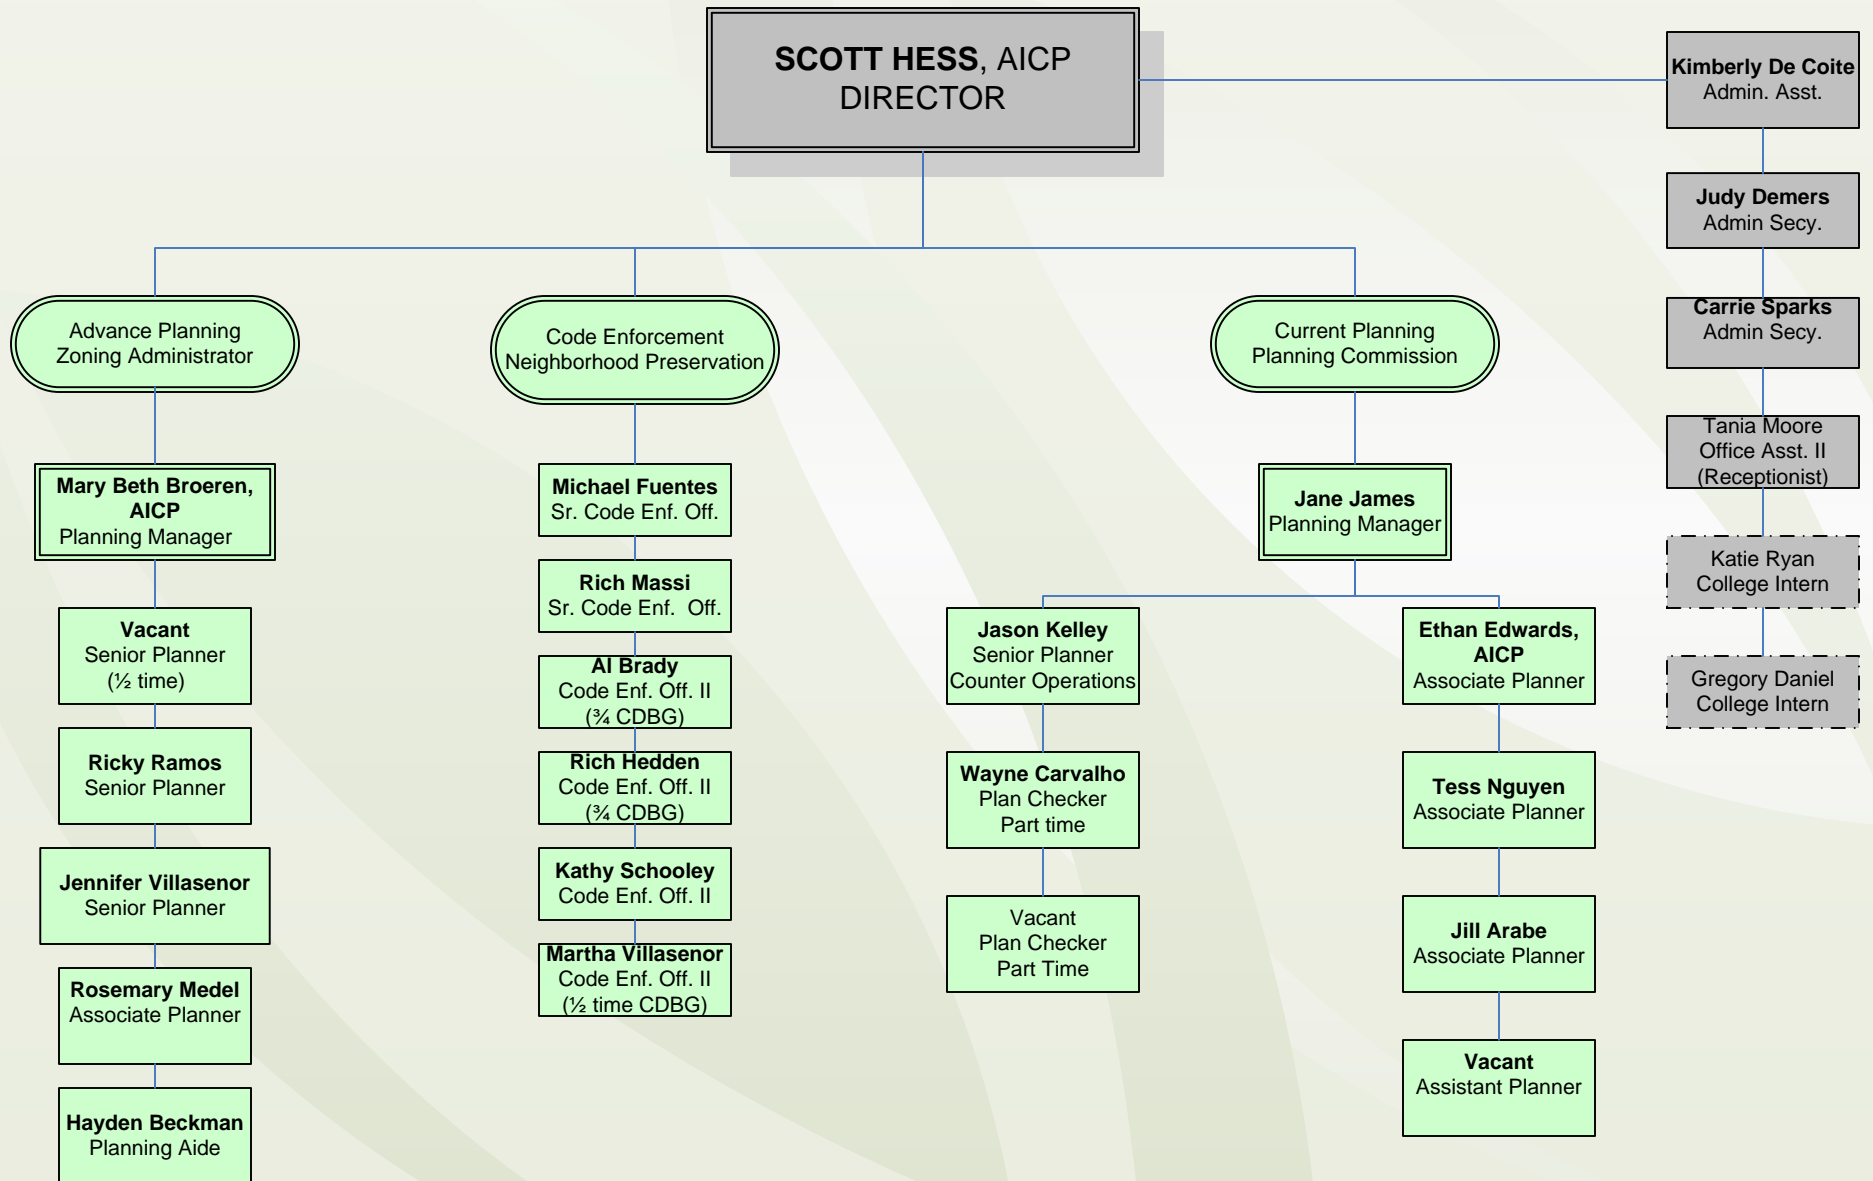 SCOTT HESS, AICP
DIRECTOR
Kimberly De Coite
Admin. Asst.
Judy Demers
Admin Secy.
Carrie Sparks
Admin Secy.
Tania Moore
Office Asst. II
(Receptionist)
Katie Ryan
College Intern
Gregory Daniel
College Intern
Advance Planning
Zoning Administrator
Mary Beth Broeren,
AICP
Planning Manager
Vacant
Senior Planner
(½ time)
Ricky Ramos
Senior Planner
Jennifer Villasenor
Senior Planner
Rosemary Medel
Associate Planner
Hayden Beckman
Planning Aide
Code Enforcement
Neighborhood Preservation
Michael Fuentes
Sr. Code Enf. Off.
Rich Massi
Sr. Code Enf. Off.
Al Brady
Code Enf. Off. II
(¾ CDBG)
Rich Hedden
Code Enf. Off. II
(¾ CDBG)
Kathy Schooley
Code Enf. Off. II
Martha Villasenor
Code Enf. Off. II
(½ time CDBG)
Current Planning
Planning Commission
Jane James
Planning Manager
Jason Kelley
Senior Planner
Counter Operations
Wayne Carvalho
Plan Checker
Part time
Vacant
Plan Checker
Part Time
Ethan Edwards,
AICP
Associate Planner
Tess Nguyen
Associate Planner
Jill Arabe
Associate Planner
Vacant
Assistant Planner